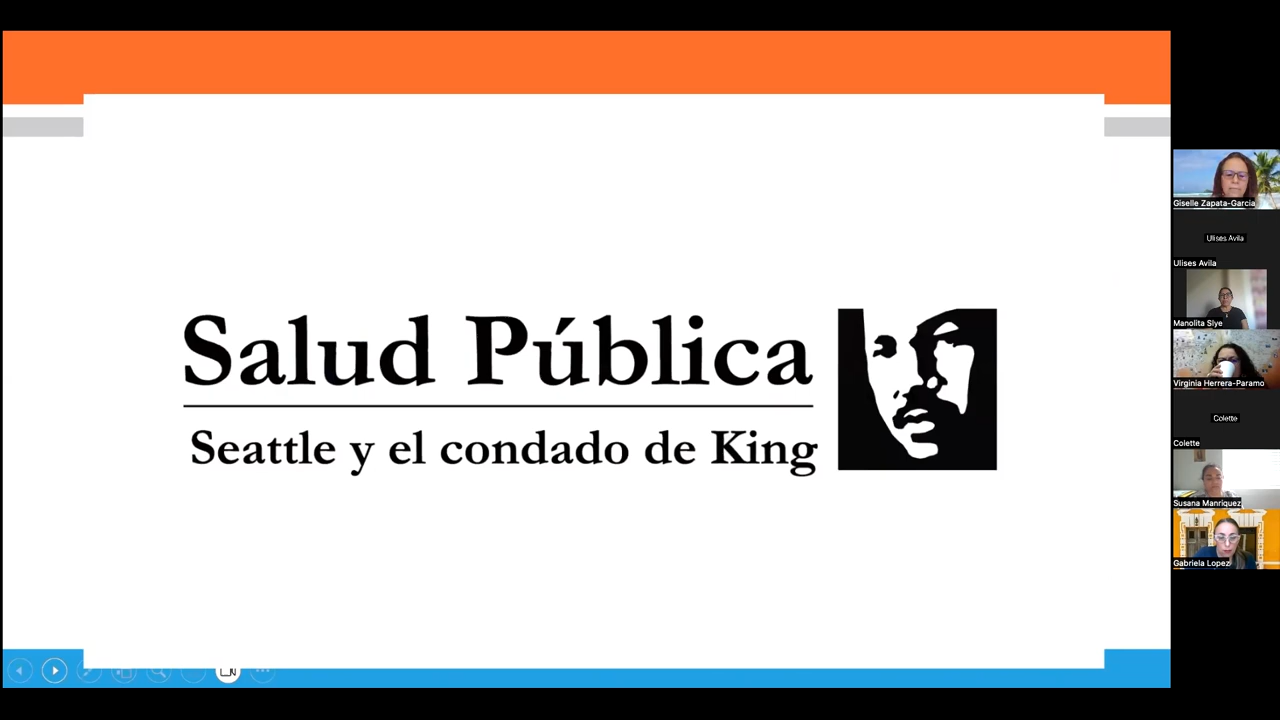 Salud Pública
Seattle y el condado de King
Giselle Zapata-Garcia
Ulises Avila
Ulises Avila
Manolita Slye
Virginia Herrera-Paramo
Colette
Colette
Susana Manriquez
Gabriela Lopez